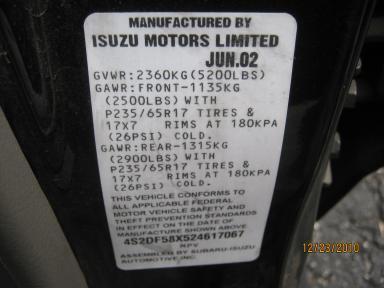 MANUFACTURED BY
ISUZU MOTORS LIMITED
JUN.02
GVWR:2360KG(5200LBS)
GAWR:FRONT-1135KG
(2500LBS) WITH
P235/65R17 TIRES &
17X7 RIMS AT 180KPA
(26PSI) COLD.
GAWR:REAR-1315KG
(2900LBS) WITH
P235/65R17 TIRES &
17X7 RIMS AT 180KPA
(26PSI) COLD.
THIS VEHICLE CONFORMS TO
ALL APPLICABLE U.S. FEDERAL
MOTOR VEHICLE SAFETY AND
THEFT PREVENTION STANDARDS
IN EFFECT ON THE DATE OF
MANUFACTURE SHOWN ABOVE.
4S2DF58X524617067
MPV
ASSEMBLED BY SUBARU-ISUZU
AUTOMOTIVE INC.
12/23/2010